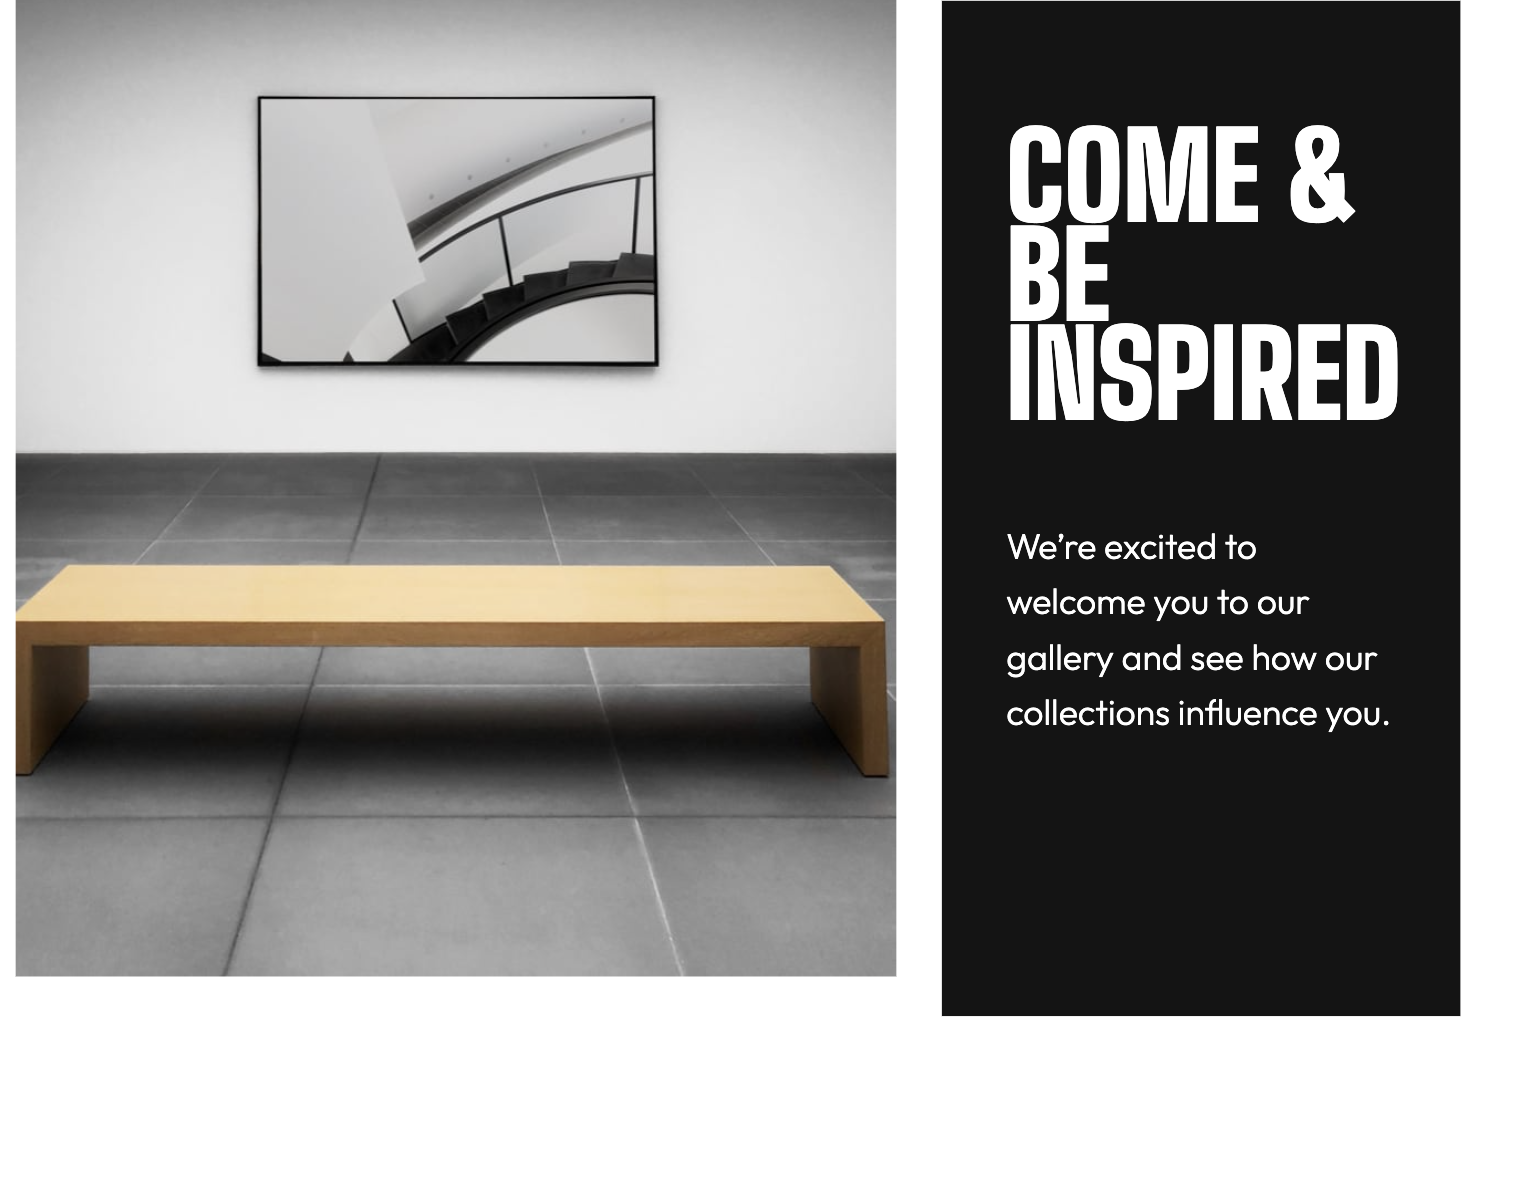 COME &
BE
INSPIRED
We’re excited to
welcome you to our
gallery and see how our
collections influence you.